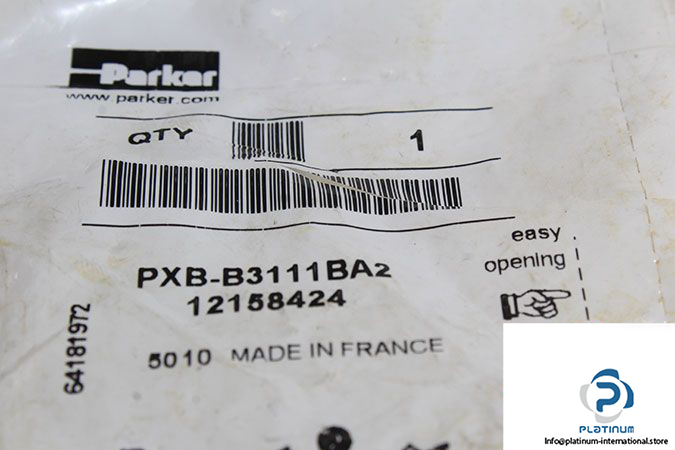 Parker
www.parker.com
QTY 1
PXB-B3111BA2
12158424
5010 MADE IN FRANCE
64181972
easy
opening
PLATINUM
Info@platinum-international.store